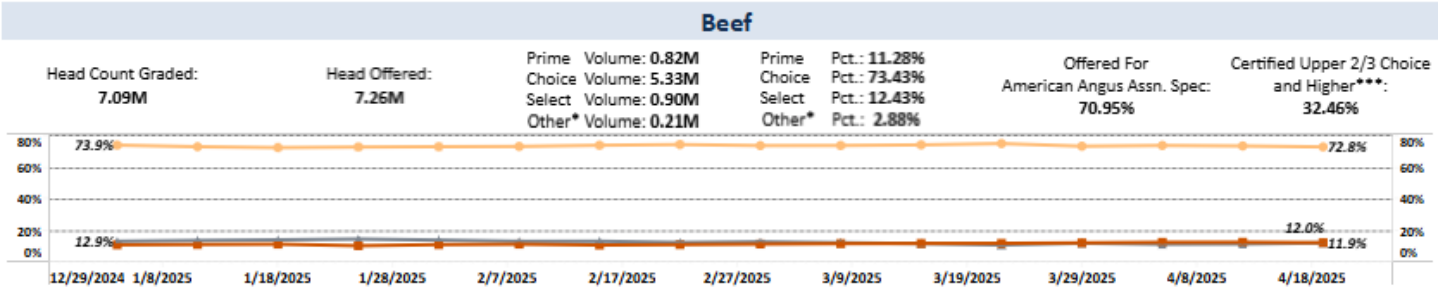 Beef
Head Count Graded:
7.09M
Head Offered:
7.26M
Prime Volume: 0.82M
Choice Volume: 5.33M
Select Volume: 0.90M
Other* Volume: 0.21M
Prime Pct.: 11.28%
Choice Pct.: 73.43%
Select Pct.: 12.43%
Other* Pct.: 2.88%
Offered For
American Angus Assn. Spec:
70.95%
Certified Upper 2/3 Choice
and Higher***:
32.46%
80% 73.9% 72.8% 80%
60% 60%
40% 40%
20% 12.0% 20%
12.9% 11.9%
0% 0%
12/29/2024 1/8/2025 1/18/2025 1/28/2025 2/7/2025 2/17/2025 2/27/2025 3/9/2025 3/19/2025 3/29/2025 4/8/2025 4/18/2025